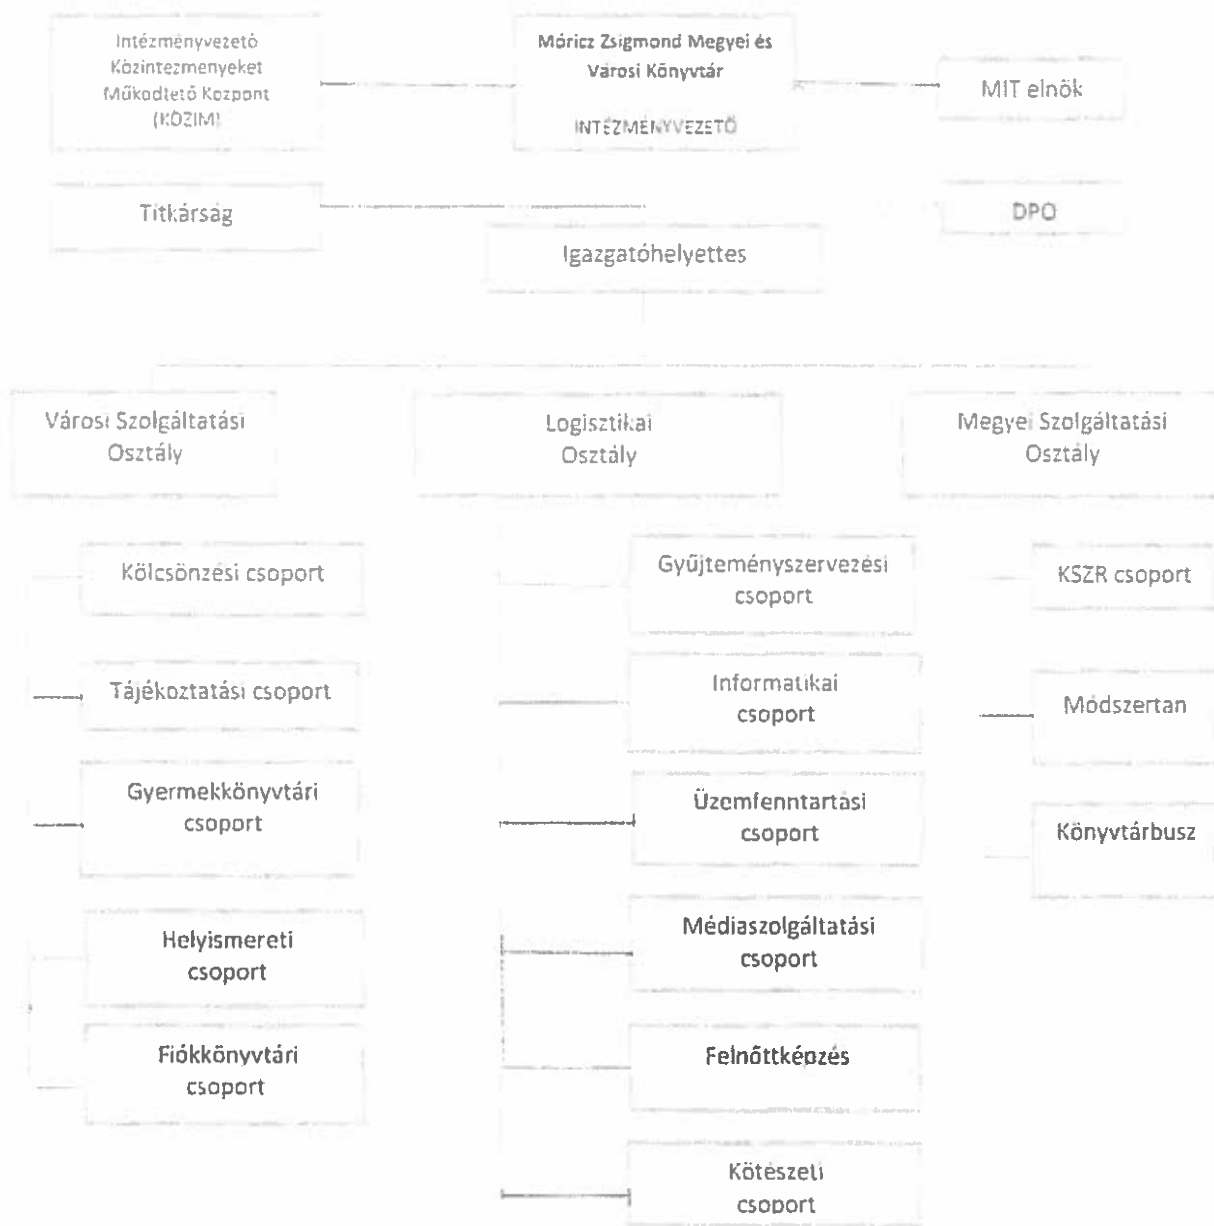 Intézményvezető
Közintezményeket
Működtető Központ
(KÖZIM)
Móricz Zsigmond Megyei és
Városi Könyvtár
INTÉZMÉNYVEZETŐ
MIT elnök
Titkárság
DPO
Igazgatóhelyettes
Városi Szolgáltatási
Osztály
Logisztikai
Osztály
Megyei Szolgáltatási
Osztály
Kölcsönzési csoport
Tájékoztatási csoport
Gyermekkönyvtári
csoport
Helyismereti
csoport
Fiókkönyvtári
csoport
Gyűjteményszervezési
csoport
Informatikai
csoport
Üzemfenntartási
csoport
Médiaszolgáltatási
csoport
Felnőttképzés
Kötészeti
csoport
KSZR csoport
Módszertan
Könyvtárbusz